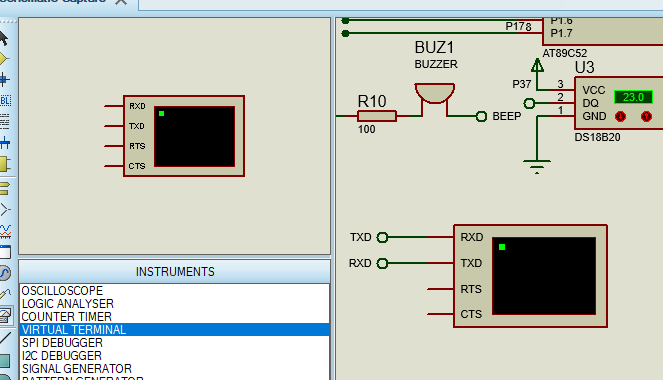 Schematic Capture
RXD
TXD
RTS
CTS
INSTRUMENTS
OSCILLOSCOPE
LOGIC ANALYSER
COUNTER TIMER
VIRTUAL TERMINAL
SPI DEBUGGER
I2C DEBUGGER
SIGNAL GENERATOR
PATTERN GENERATOR
P1.6
P17 8 P1.7
AT89C52
BUZ1
BUZZER
U3
P37
3 VCC
2 DQ
1 GND
23.0
DS18B20
R10
100
BEEP
TXD RXD
RXD TXD
RTS
CTS